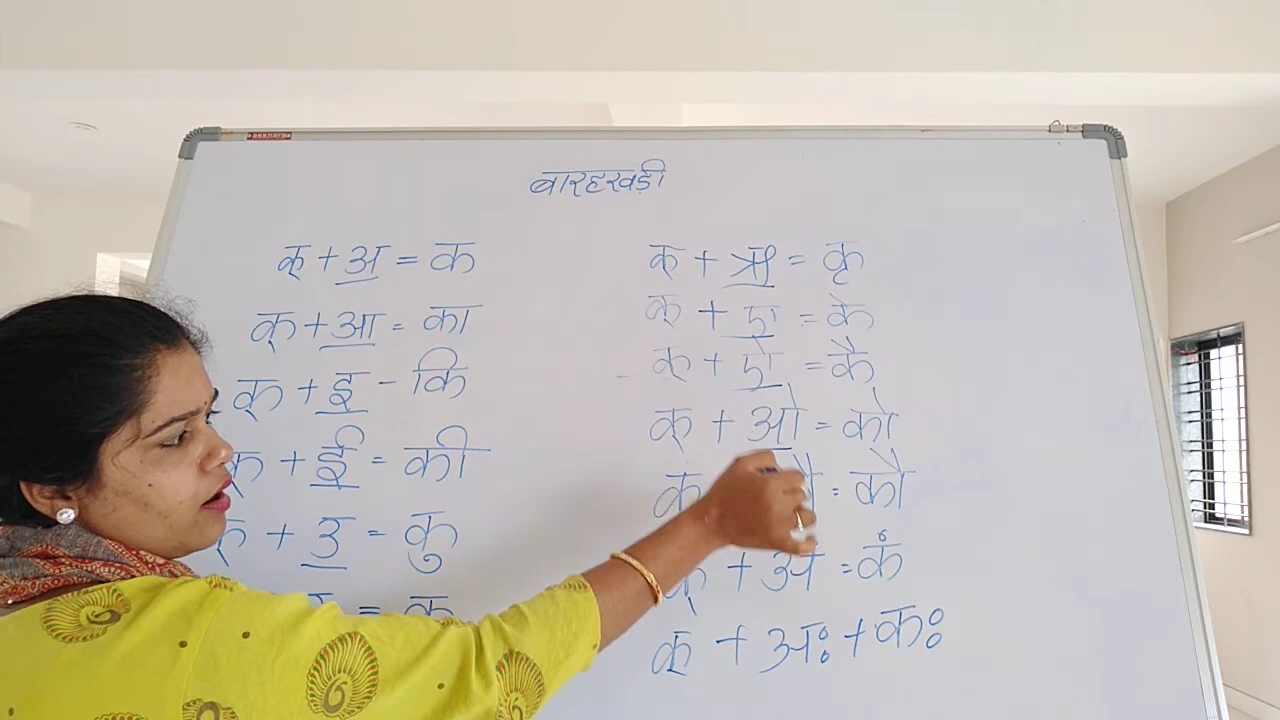 बारहखड़ी
क् + अ = क
क् + आ = का
क् + इ - कि
क् + ई = की
क् + उ = कु
= क
क् + ऋ = कृ
क् + ए = के
क् + ऐ = कै
क् + ओ = को
क = कौ
क् + अ = कं
क् + अः + कः